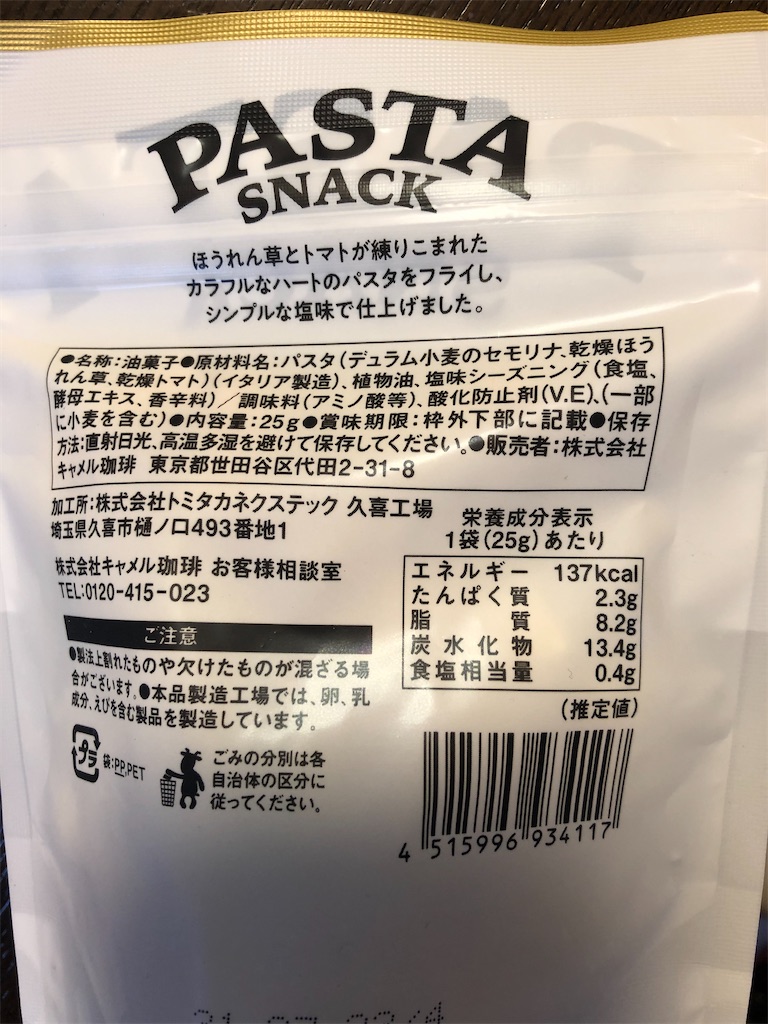 PASTA
SNACK
ほうれん草とトマトが練りこまれた
カラフルなハートのパスタをフライし、
シンプルな塩味で仕上げました。
●名称:油菓子●原材料名:パスタ(デュラム小麦のセモリナ、乾燥ほう
れん草、乾燥トマト)(イタリア製造)、植物油、塩味シーズニング(食塩、
酵母エキス、香辛料)/調味料(アミノ酸等)、酸化防止剤(V.E)、(一部
に小麦を含む)●内容量:25g●賞味期限:枠外下部に記載●保存
方法:直射日光、高温多湿を避けて保存してください。●販売者:株式会社
キャメル珈琲 東京都世田谷区代田2-31-8
加工所:株式会社トミタカネクステック 久喜工場
埼玉県久喜市樋ノ口493番地1
株式会社キャメル珈琲 お客様相談室
TEL:0120-415-023
ご注意
●製法上割れたものや欠けたものが混ざる場
合がございます。●本品製造工場では、卵、乳
成分、えびを含む製品を製造しています。
プラ
袋:PP,PET
ごみの分別は各
自治体の区分に
従ってください。
栄養成分表示
1袋(25g)あたり
エネルギー 137kcal
たんぱく質 2.3g
脂質 8.2g
炭水化物 13.4g
食塩相当量 0.4g
(推定値)
4 515996 934117